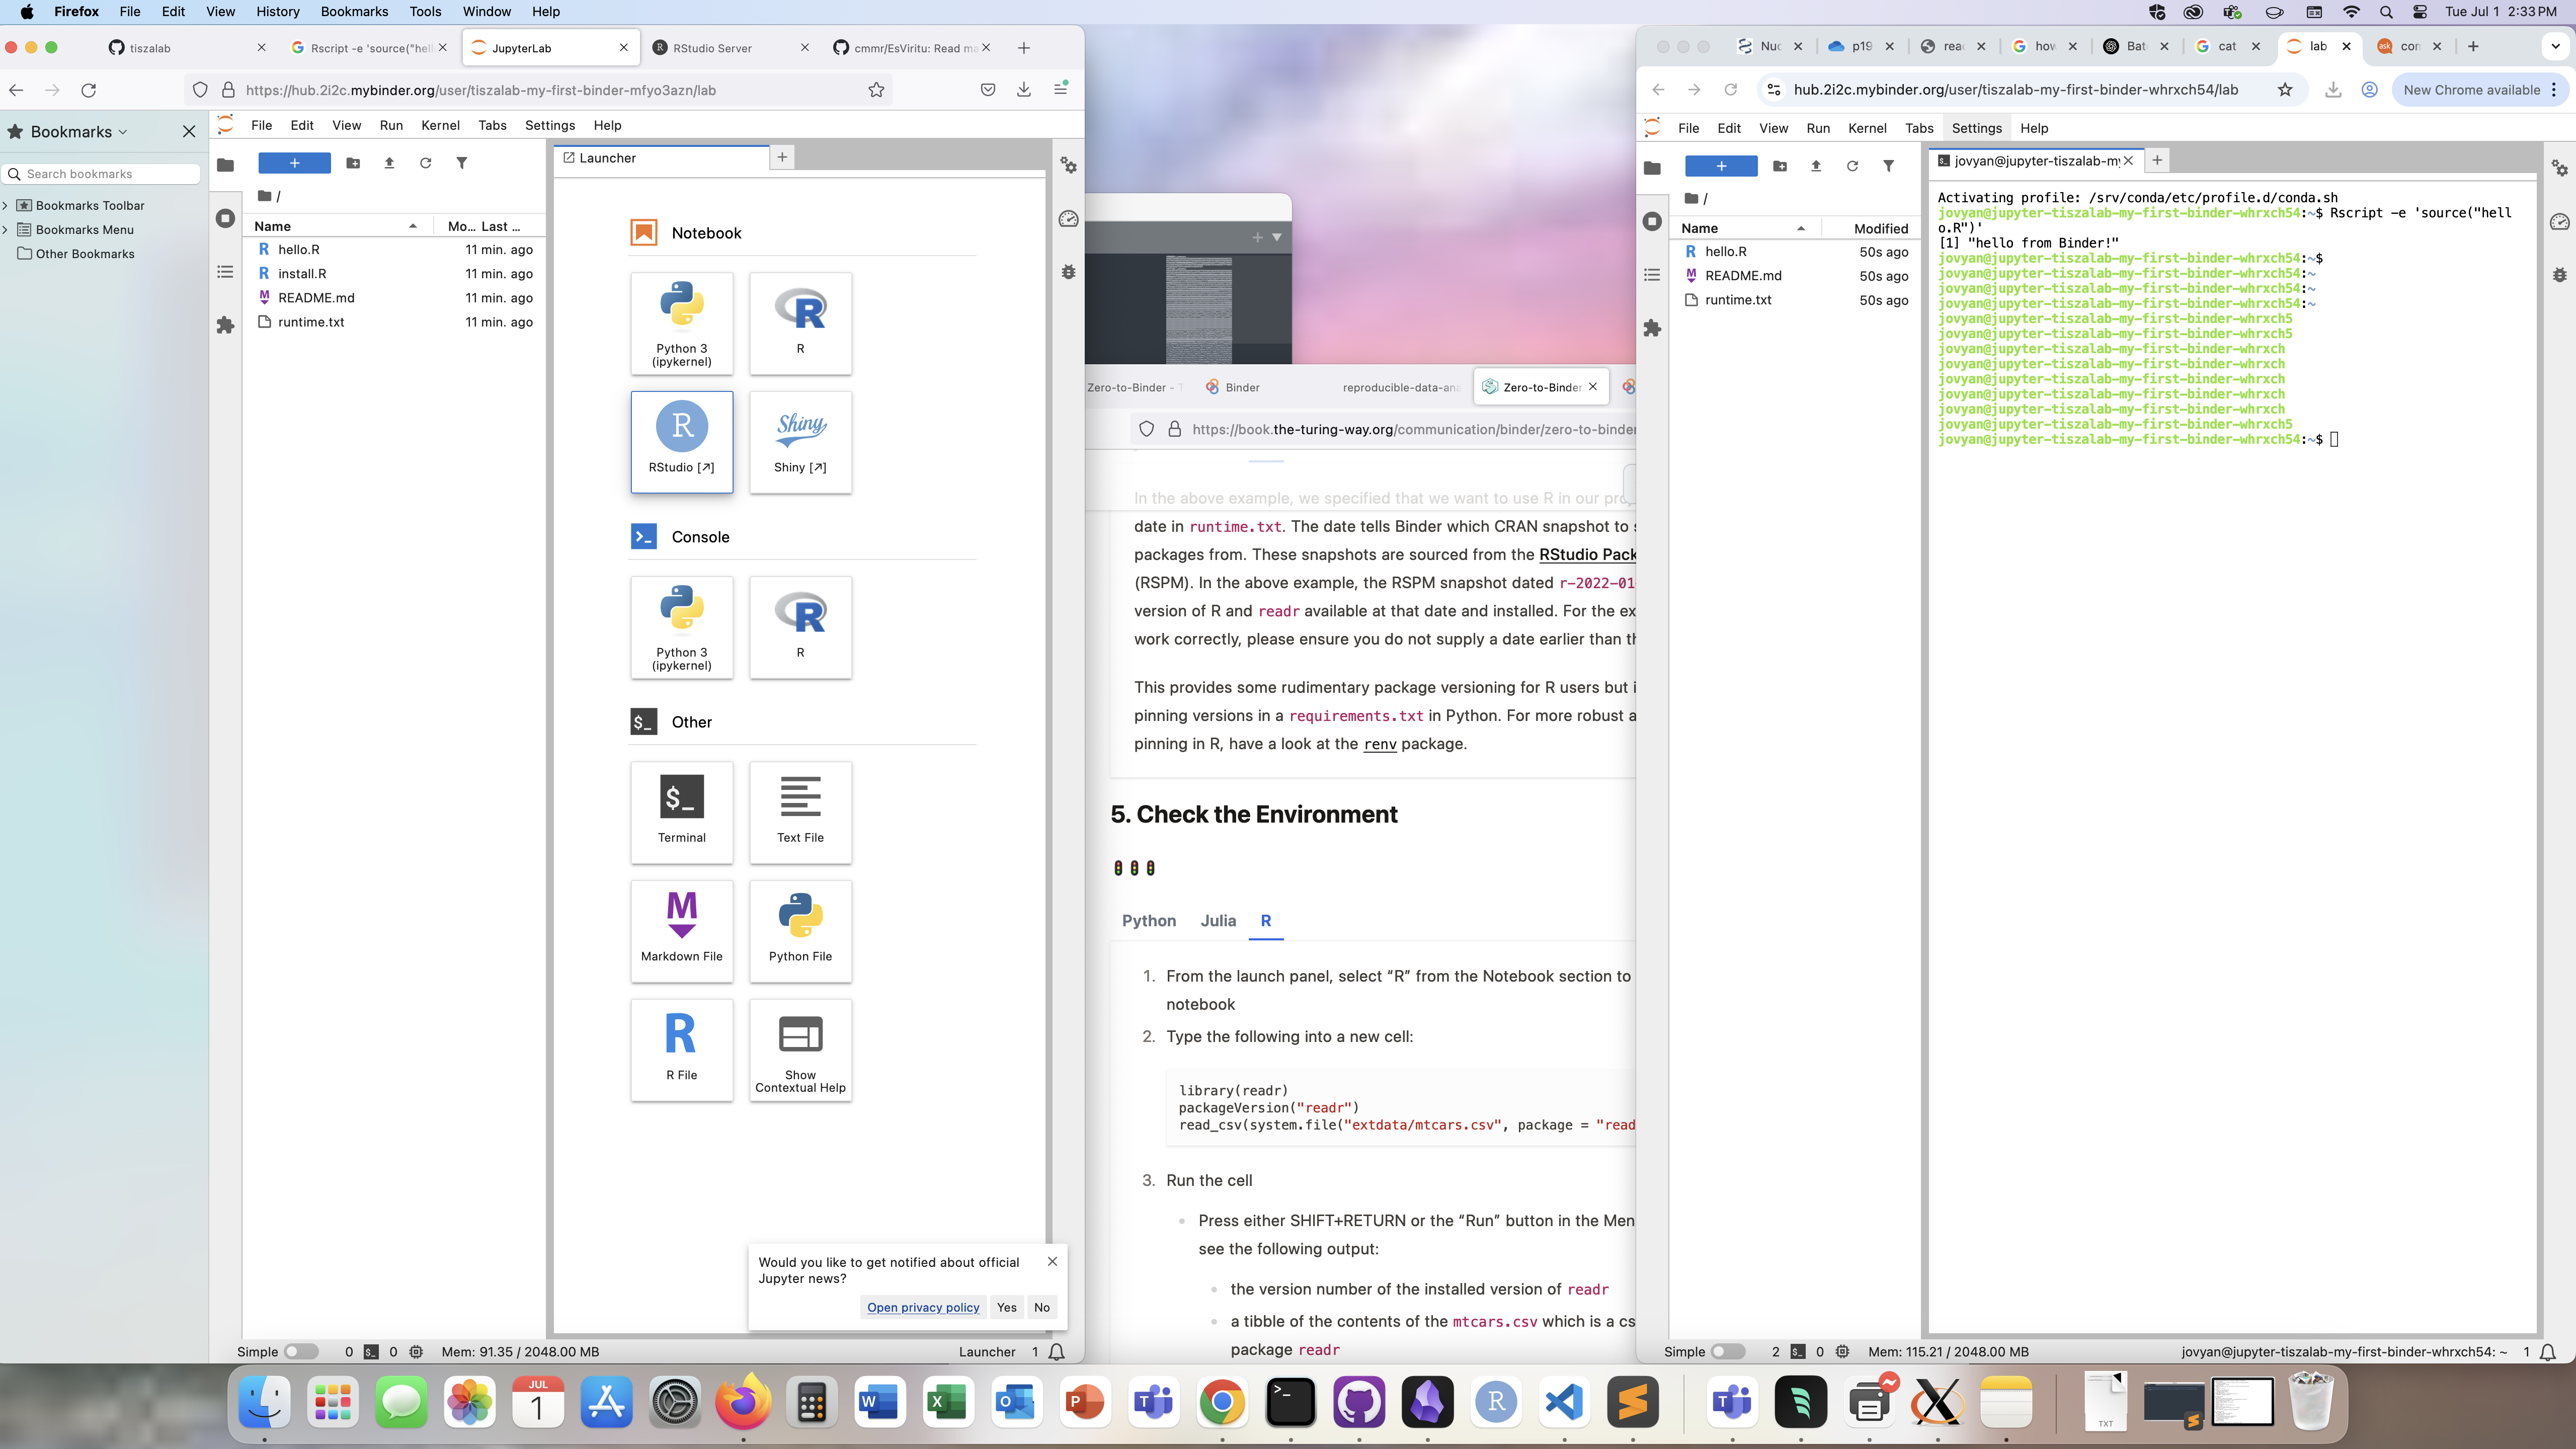 Firefox File Edit View History Bookmarks Tools Window Help
Tue Jul 1 2:33 PM
tiszalab
Rscript -e 'source("hell
JupyterLab
RStudio Server
cmmr/EsViritu: Read ma
https://hub.2i2c.mybinder.org/user/tiszalab-my-first-binder-mfyo3azn/lab
Bookmarks
Search bookmarks
Bookmarks Toolbar
Bookmarks Menu
Other Bookmarks
File Edit View Run Kernel Tabs Settings Help
/
Name Mo... Last ...
hello.R 11 min. ago
install.R 11 min. ago
README.md 11 min. ago
runtime.txt 11 min. ago
Launcher
Notebook
Python 3
(ipykernel)
R
RStudio [↗]
Shiny
Shiny [↗]
Console
Python 3
(ipykernel)
R
Other
$_
Terminal
Text File
Markdown File
Python File
R File
Show
Contextual Help
Would you like to get notified about official
Jupyter news?
Open privacy policy Yes No
Simple 0 0 Mem: 91.35 / 2048.00 MB
Launcher 1
Zero-to-Binder -
Binder
reproducible-data-ana
Zero-to-Binder
https://book.the-turing-way.org/communication/binder/zero-to-binder
In the above example, we specified that we want to use R in our pro
date in runtime.txt. The date tells Binder which CRAN snapshot to s
packages from. These snapshots are sourced from the RStudio Pack
(RSPM). In the above example, the RSPM snapshot dated r-2022-01-
version of R and readr available at that date and installed. For the ex
work correctly, please ensure you do not supply a date earlier than th
This provides some rudimentary package versioning for R users but i
pinning versions in a requirements.txt in Python. For more robust a
pinning in R, have a look at the renv package.
5. Check the Environment
Python Julia R
1. From the launch panel, select “R” from the Notebook section to
notebook
2. Type the following into a new cell:
library(readr)
packageVersion("readr")
read_csv(system.file("extdata/mtcars.csv", package = "read
3. Run the cell
Press either SHIFT+RETURN or the “Run” button in the Men
see the following output:
the version number of the installed version of readr
a tibble of the contents of the mtcars.csv which is a cs
package readr
Nuc
p19
rea
how
Bat
cat
lab
con
hub.2i2c.mybinder.org/user/tiszalab-my-first-binder-whrxch54/lab
New Chrome available
File Edit View Run Kernel Tabs Settings Help
/
Name Modified
hello.R 50s ago
README.md 50s ago
runtime.txt 50s ago
jovyan@jupyter-tiszalab-my
Activating profile: /srv/conda/etc/profile.d/conda.sh
jovyan@jupyter-tiszalab-my-first-binder-whrxch54:~$ Rscript -e 'source("hell
o.R")'
[1] "hello from Binder!"
jovyan@jupyter-tiszalab-my-first-binder-whrxch54:~$
jovyan@jupyter-tiszalab-my-first-binder-whrxch54:~
jovyan@jupyter-tiszalab-my-first-binder-whrxch54:~
jovyan@jupyter-tiszalab-my-first-binder-whrxch54:~
jovyan@jupyter-tiszalab-my-first-binder-whrxch5
jovyan@jupyter-tiszalab-my-first-binder-whrxch5
jovyan@jupyter-tiszalab-my-first-binder-whrxch
jovyan@jupyter-tiszalab-my-first-binder-whrxch
jovyan@jupyter-tiszalab-my-first-binder-whrxch
jovyan@jupyter-tiszalab-my-first-binder-whrxch
jovyan@jupyter-tiszalab-my-first-binder-whrxch
jovyan@jupyter-tiszalab-my-first-binder-whrxch5
jovyan@jupyter-tiszalab-my-first-binder-whrxch54:~$
Simple 2 0 Mem: 115.21 / 2048.00 MB
jovyan@jupyter-tiszalab-my-first-binder-whrxch54: ~ 1
JUL
1
TXT